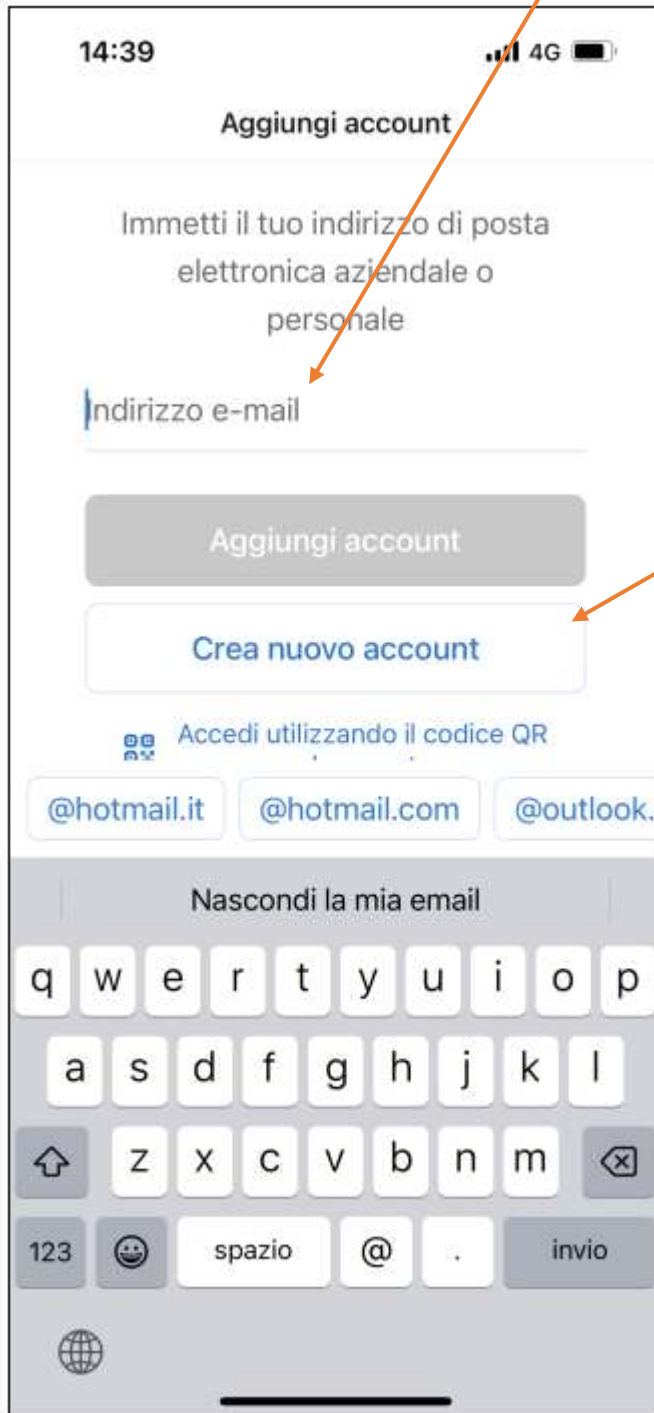 14:39 4G
Aggiungi account
Immetti il tuo indirizzo di posta
elettronica aziendale o
personale
Indirizzo e-mail
Aggiungi account
Crea nuovo account
Accedi utilizzando il codice QR
@hotmail.it @hotmail.com @outlook.
Nascondi la mia email
q w e r t y u i o p
a s d f g h j k l
z x c v b n m
123 spazio @ . invio